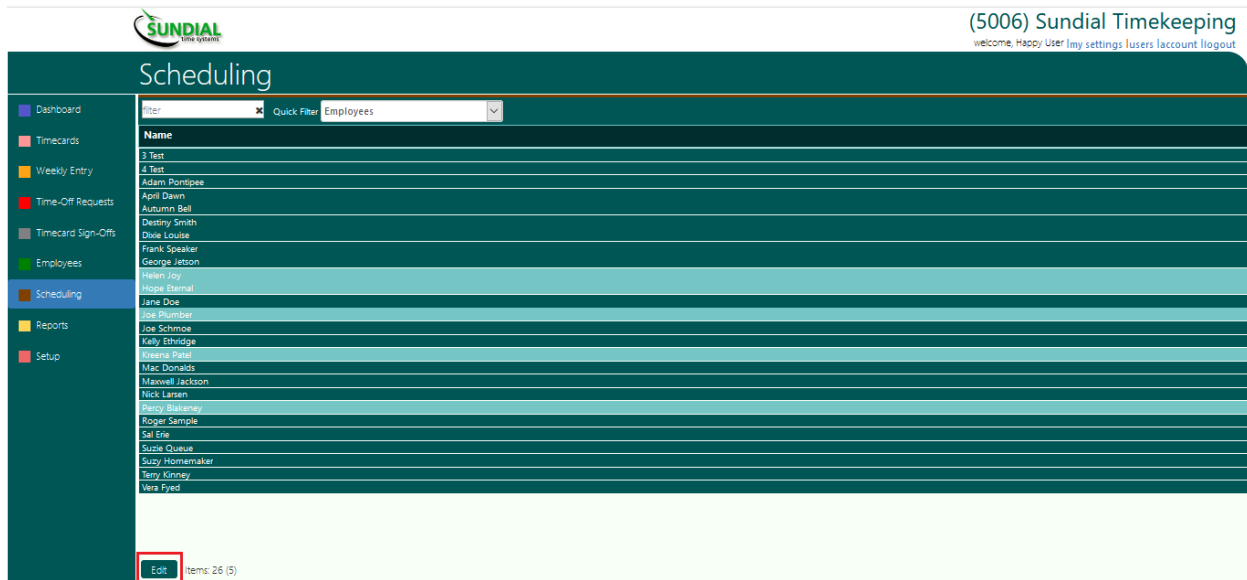 SUNDIAL
time systems
(5006) Sundial Timekeeping
welcome, Happy User |my settings |users |account |logout
Scheduling
Dashboard
Timecards
Weekly Entry
Time-Off Requests
Timecard Sign-Offs
Employees
Scheduling
Reports
Setup
filter
Quick Filter Employees
Name
3 Test
4 Test
Adam Pontipee
April Dawn
Autumn Bell
Destiny Smith
Dixie Louise
Frank Speaker
George Jetson
Helen Joy
Hope Eternal
Jane Doe
Joe Plumber
Joe Schmoe
Kelly Ethridge
Kreena Patel
Mac Donalds
Maxwell Jackson
Nick Larsen
Percy Blakeney
Roger Sample
Sal Erie
Suzie Queue
Suzy Homemaker
Terry Kinney
Vera Fyed
Edit Items: 26 (5)